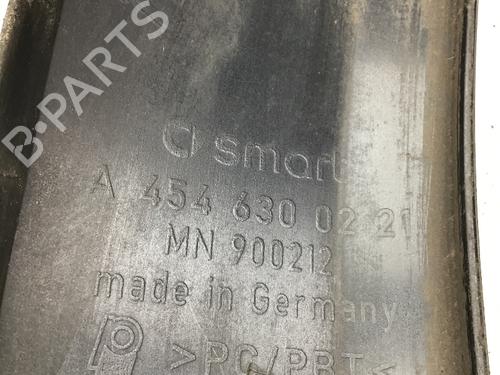 B-PARTS
smart
A 454 630 02 21
MN 900212
made in Germany
>PC/PBT<